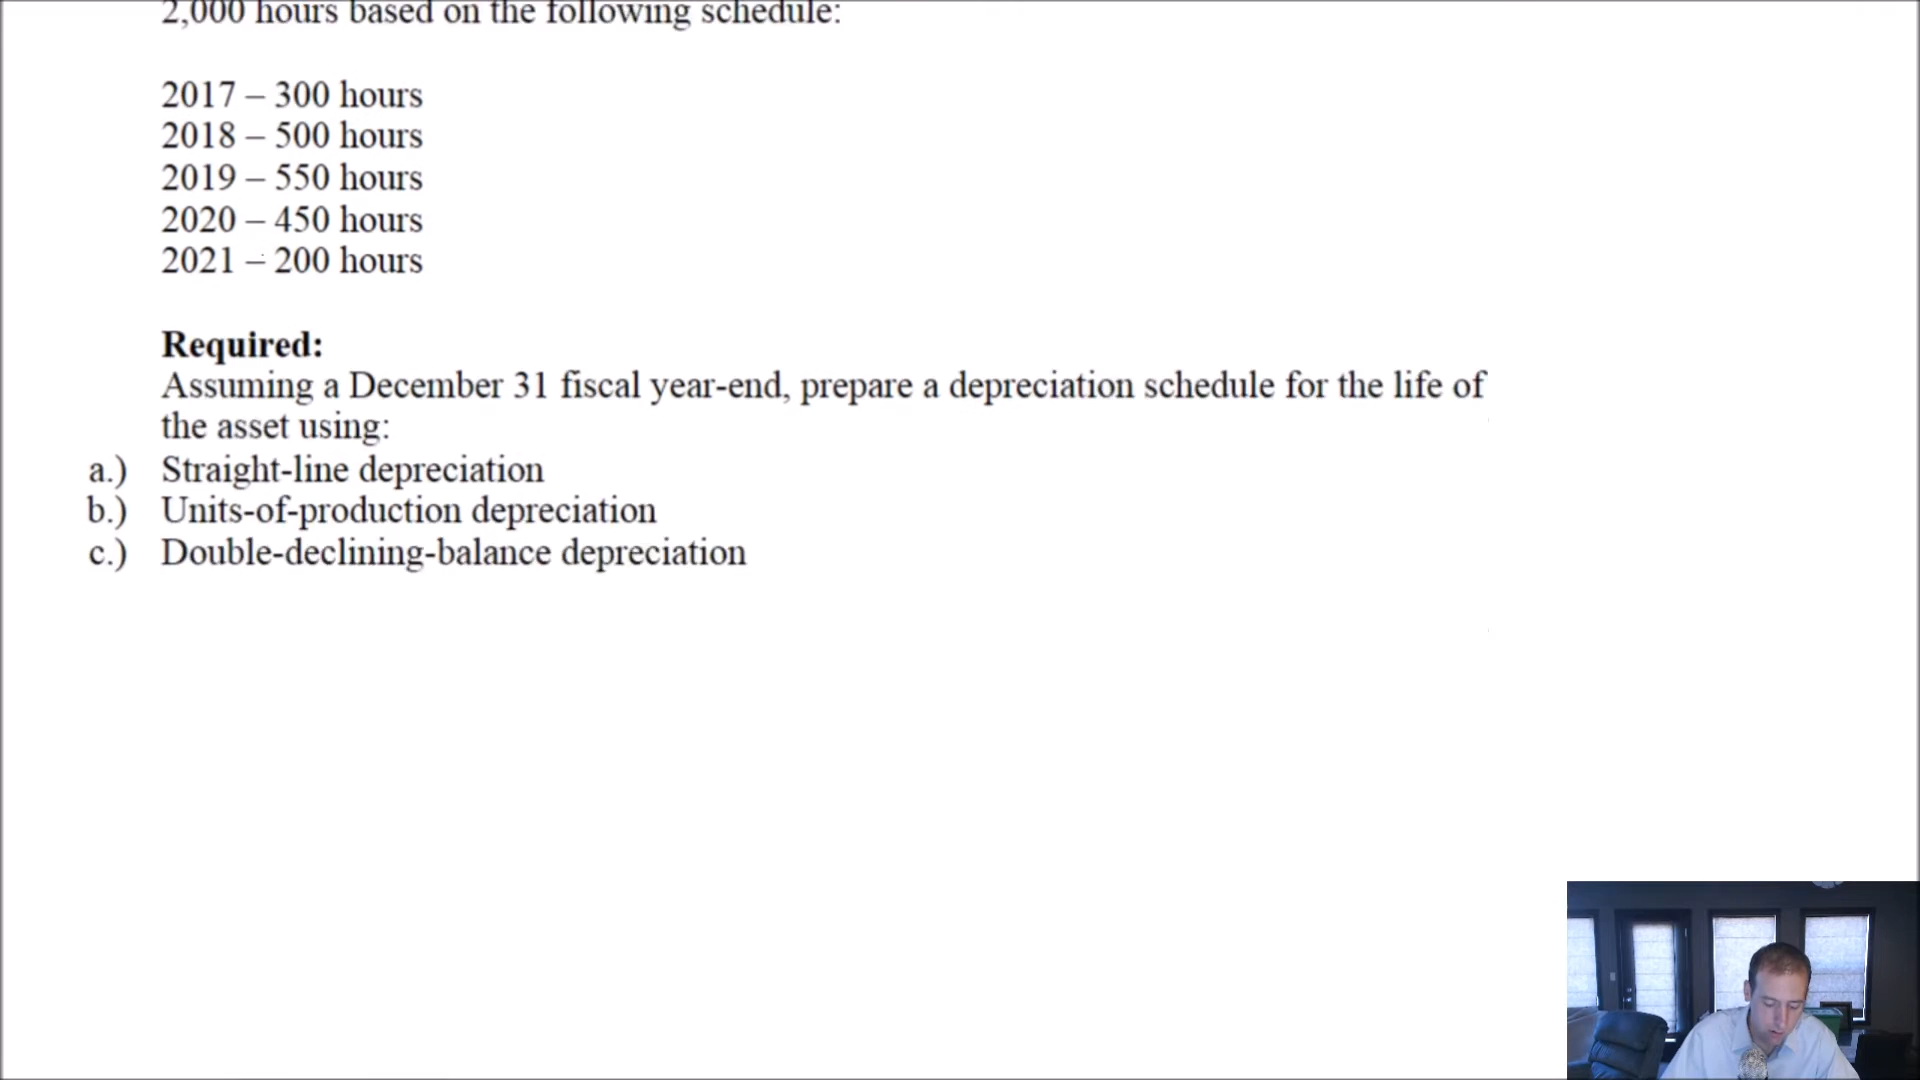 2,000 hours based on the following schedule:
2017 – 300 hours
2018 – 500 hours
2019 – 550 hours
2020 – 450 hours
2021 – 200 hours
Required:
Assuming a December 31 fiscal year-end, prepare a depreciation schedule for the life of
the asset using:
a.) Straight-line depreciation
b.) Units-of-production depreciation
c.) Double-declining-balance depreciation